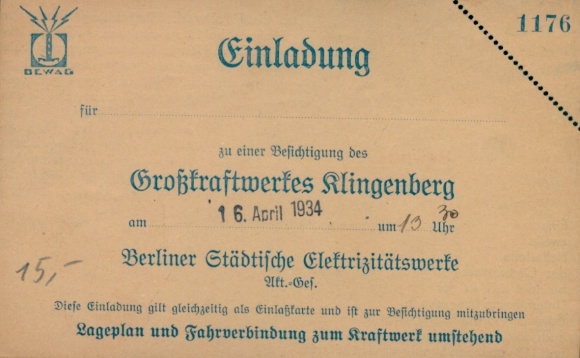 BEWAG
1176
Einladung
für
zu einer Besichtigung des
Großkraftwerkes Klingenberg
am 16. April 1934 um 13 30 Uhr
Berliner Städtische Elektrizitätswerke
Akt.-Ges.
15,-
Diese Einladung gilt gleichzeitig als Einlaßkarte und ist zur Besichtigung mitzubringen
Lageplan und Fahrverbindung zum Kraftwerk umstehend